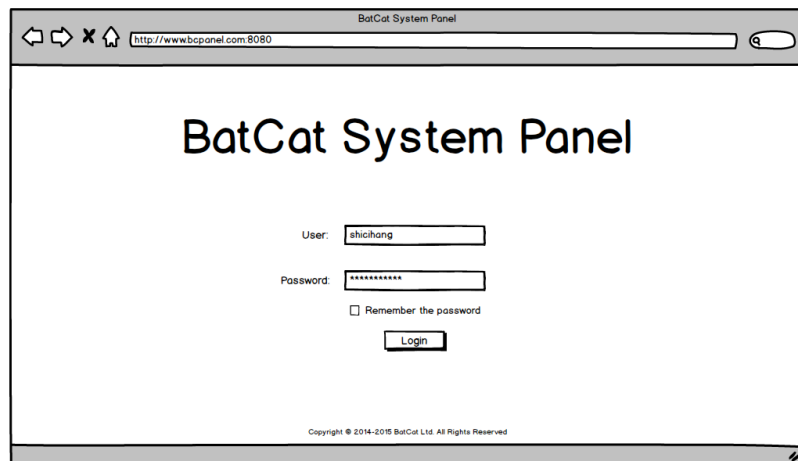 BatCat System Panel
http://www.bcpanel.com:8080
BatCat System Panel
User: shicihang
Password: ***********
Remember the password
Login
Copyright © 2014-2015 BatCat Ltd. All Rights Reserved